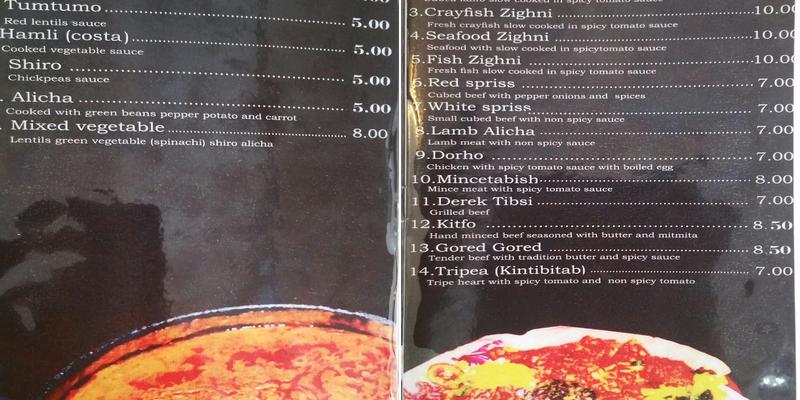 Tumtumo 5.00
Red lentils sauce
Hamli (costa) 5.00
Cooked vegetable sauce
Shiro 5.00
Chickpeas sauce
. Alicha 5.00
Cooked with green beans pepper potato and carrot
. Mixed vegetable 8.00
Lentils green vegetable (spinachi) shiro alicha
3.Crayfish Zighni 10.00
Fresh crayfish slow cooked in spicy tomato sauce
4.Seafood Zighni 10.00
Seafood with slow cooked in spicytomato sauce
5.Fish Zighni 10.00
Fresh fish slow cooked in spicy tomato sauce
6.Red spriss 7.00
Cubed beef with pepper onions and spices
7.White spriss 7.00
Small cubed beef with non spicy sauce
8.Lamb Alicha 7.00
Lamb meat with non spicy sauce
9.Dorho 7.00
Chicken with spicy tomato sauce with boiled egg
10.Mincetabish 8.00
Mince meat with spicy tomato sauce
11.Derek Tibsi 7.00
Grilled beef
12.Kitfo 8.50
Hand minced beef seasoned with butter and mitmita
13.Gored Gored 8.50
Tender beef with tradition butter and spicy sauce
14.Tripea (Kintibitab) 7.00
Tripe heart with spicy tomato and non spicy tomato